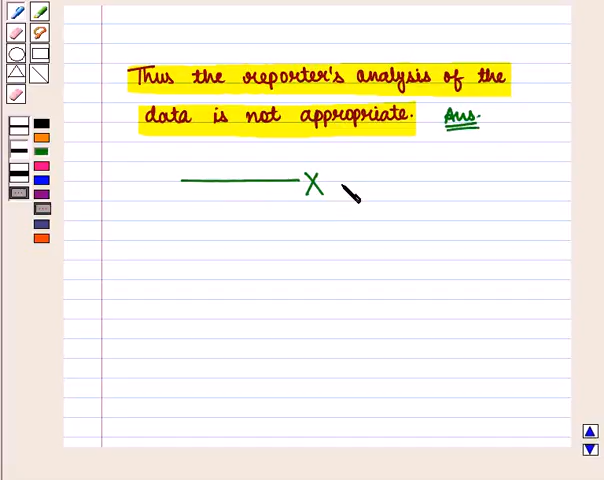 Thus the reporter's analysis of the
data is not appropriate. Ans.
X